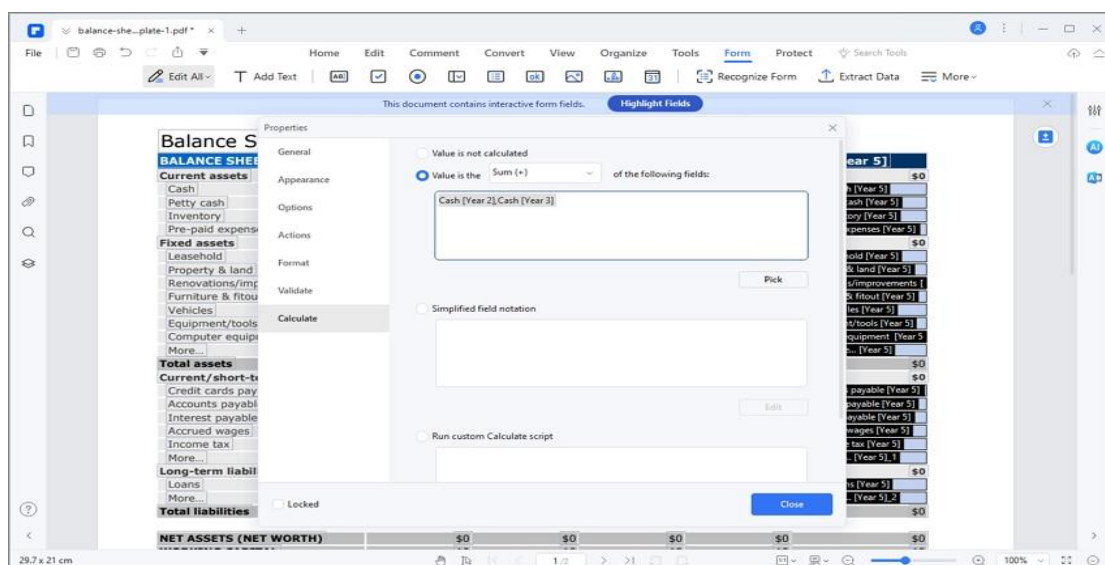 balance-she...plate-1.pdf *
File Home Edit Comment Convert View Organize Tools Form Protect Search Tools
Edit All Add Text Recognize Form Extract Data More
This document contains interactive form fields. Highlight Fields
Properties
General
Appearance
Options
Actions
Format
Validate
Calculate
Value is not calculated
Value is the Sum (+) of the following fields:
Cash [Year 2],Cash [Year 3]
Pick
Simplified field notation
Edit
Run custom Calculate script
Locked
Close
Balance S
BALANCE SHEE ear 5]
Current assets $0
Cash h [Year 5]
Petty cash cash [Year 5]
Inventory ory [Year 5]
Pre-paid expens xpenses [Year 5]
Fixed assets $0
Leasehold hold [Year 5]
Property & land & land [Year 5]
Renovations/imp s/improvements [
Furniture & fitou & fitout [Year 5]
Vehicles les [Year 5]
Equipment/tools t/tools [Year 5]
Computer equip equipment [Year 5
More... ... [Year 5]
Total assets $0
Current/short-te $0
Credit cards pay payable [Year 5]
Accounts payabl payable [Year 5]
Interest payable ayable [Year 5]
Accrued wages wages [Year 5]
Income tax tax [Year 5]
More... ... [Year 5]_1
Long-term liabil $0
Loans ns [Year 5]
More... ... [Year 5]_2
Total liabilities $0
NET ASSETS (NET WORTH) $0 $0 $0 $0
29.7 x 21 cm 1/2 100%